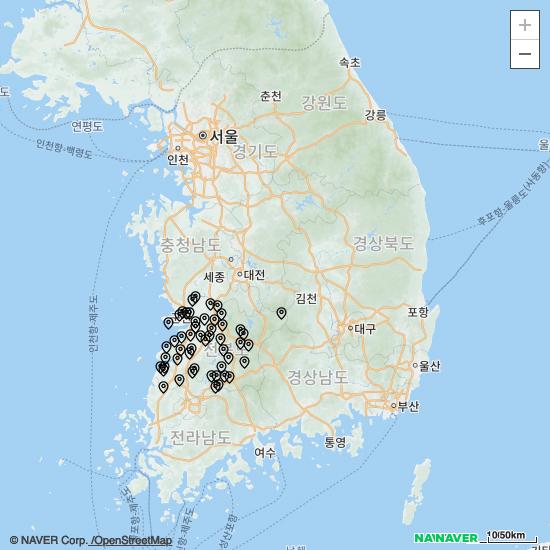 +
−
속초
춘천
강원도
강릉
연평도
서울
인천
경기도
인천항-백령도
후포항-울릉도(사동항)
충청남도
경상북도
세종
대전
김천
포항
인천항-제주도
대구
울산
경상남도
부산
전라남도
여수
통영
© NAVER Corp. /OpenStreetMap
NAVER
10/50km